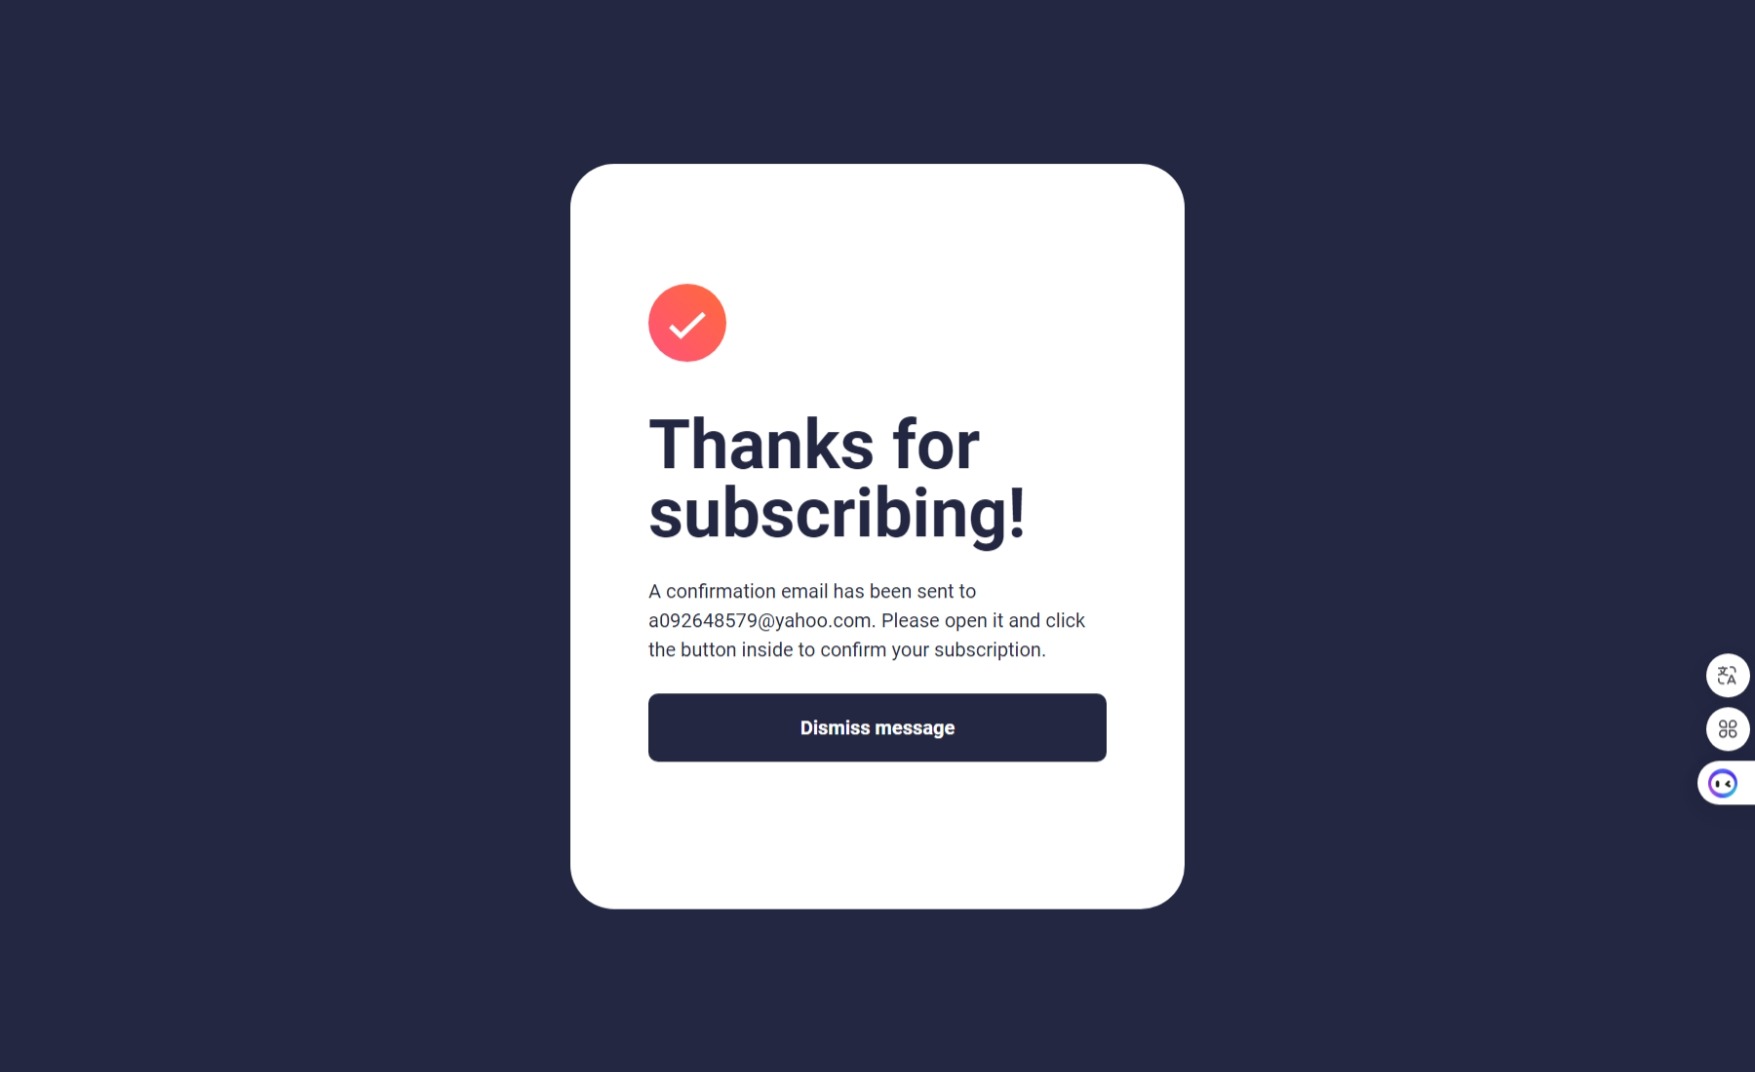 Thanks for
subscribing!
A confirmation email has been sent to
a092648579@yahoo.com. Please open it and click
the button inside to confirm your subscription.
Dismiss message